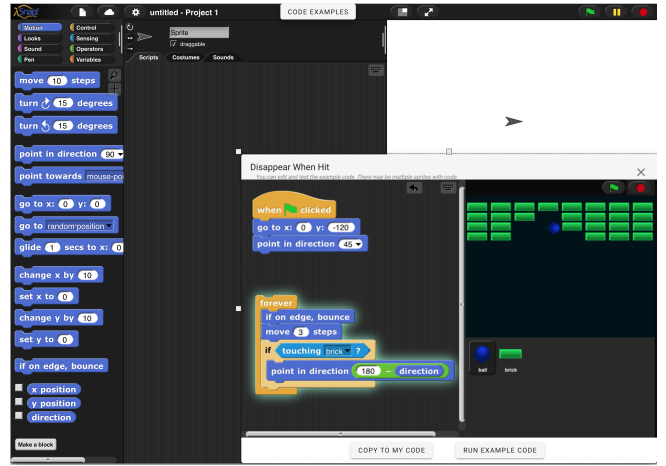 Snap!
untitled - Project 1
CODE EXAMPLES
Motion
Control
Looks
Sensing
Sound
Operators
Pen
Variables
Sprite
draggable
Scripts Costumes Sounds
move 10 steps
turn 15 degrees
turn 15 degrees
point in direction 90
point towards mouse-po
go to x: 0 y: 0
go to random position
glide 1 secs to x: 0
change x by 10
set x to 0
change y by 10
set y to 0
if on edge, bounce
x position
y position
direction
Make a block
Disappear When Hit
You can edit and test the example code. There may be multiple sprites with code.
when clicked
go to x: 0 y: -120
point in direction 45
forever
if on edge, bounce
move 3 steps
if touching brick ?
point in direction 180 - direction
ball
brick
COPY TO MY CODE
RUN EXAMPLE CODE